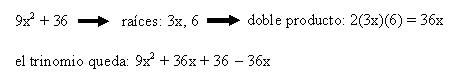 9x² + 36 → raíces: 3x, 6 → doble producto: 2(3x)(6) = 36x
el trinomio queda: 9x² + 36x + 36 − 36x